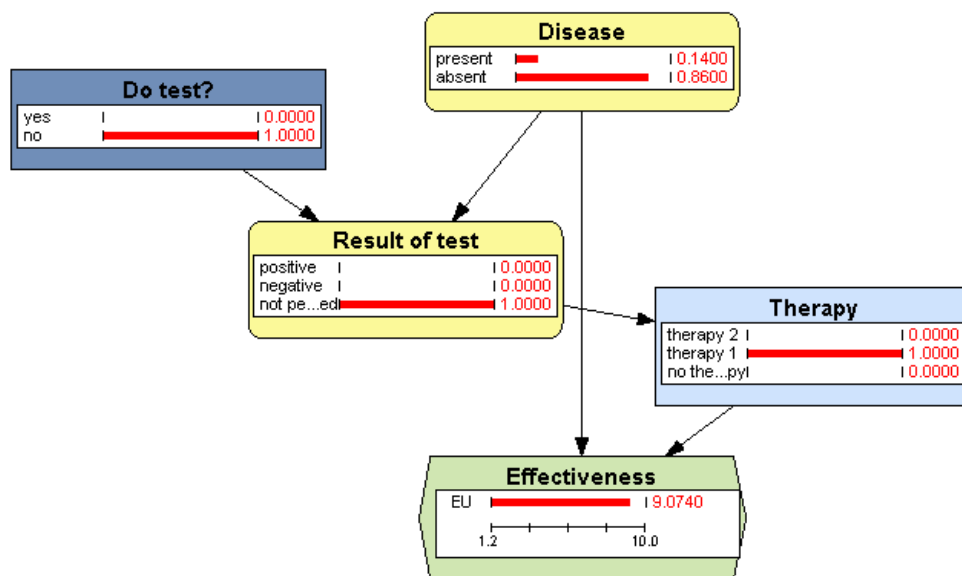 Disease
present 0.1400
absent 0.8600
Do test?
yes 0.0000
no 1.0000
Result of test
positive 0.0000
negative 0.0000
not pe...ed 1.0000
Therapy
therapy 2 0.0000
therapy 1 1.0000
no the...py 0.0000
Effectiveness
EU 9.0740
1.2 10.0